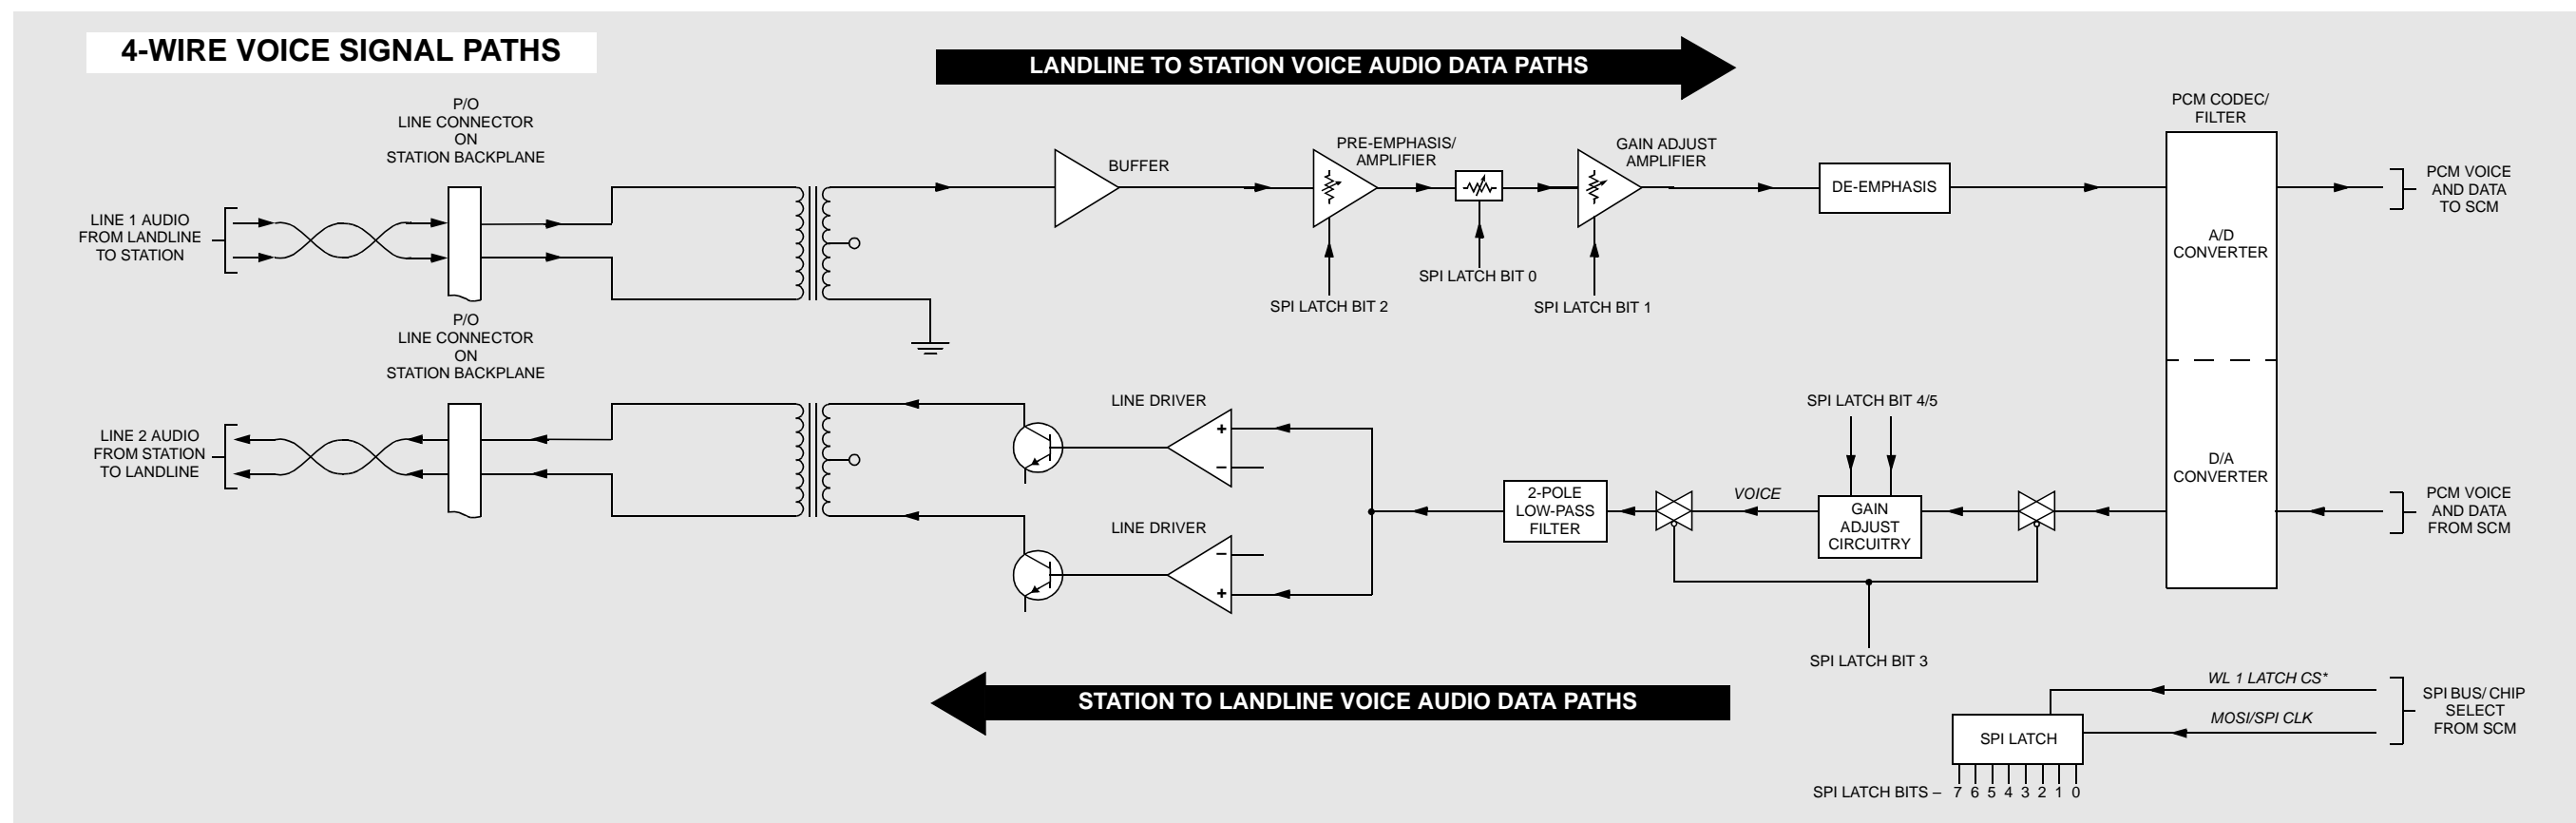 4-WIRE VOICE SIGNAL PATHS
LANDLINE TO STATION VOICE AUDIO DATA PATHS
P/O
LINE CONNECTOR
ON
STATION BACKPLANE
LINE 1 AUDIO
FROM LANDLINE
TO STATION
BUFFER
PRE-EMPHASIS/
AMPLIFIER
SPI LATCH BIT 2
SPI LATCH BIT 0
GAIN ADJUST
AMPLIFIER
SPI LATCH BIT 1
DE-EMPHASIS
PCM CODEC/
FILTER
A/D
CONVERTER
PCM VOICE
AND DATA
TO SCM
P/O
LINE CONNECTOR
ON
STATION BACKPLANE
LINE 2 AUDIO
FROM STATION
TO LANDLINE
LINE DRIVER
+
−
LINE DRIVER
−
+
2-POLE
LOW-PASS
FILTER
VOICE
SPI LATCH BIT 4/5
GAIN
ADJUST
CIRCUITRY
SPI LATCH BIT 3
D/A
CONVERTER
PCM VOICE
AND DATA
FROM SCM
STATION TO LANDLINE VOICE AUDIO DATA PATHS
WL 1 LATCH CS*
MOSI/SPI CLK
SPI BUS/ CHIP
SELECT
FROM SCM
SPI LATCH
SPI LATCH BITS – 7 6 5 4 3 2 1 0